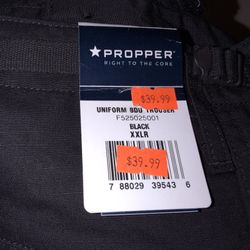 ★PROPPER
RIGHT TO THE CORE
$39.99
UNIFORM BDU TROUSER
F525025001
BLACK
XXLR
$39.99
7 88029 39543 6